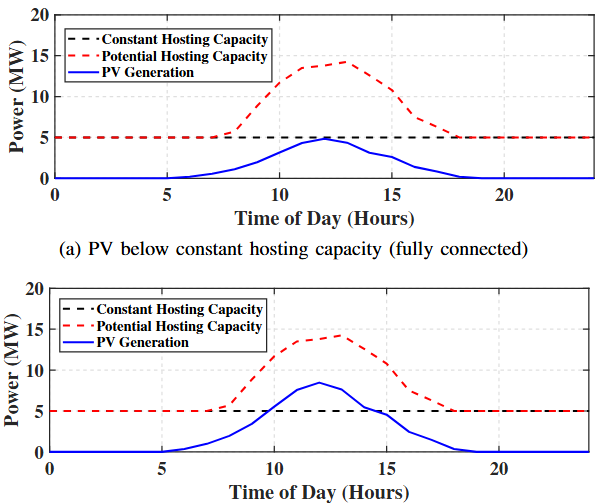 20
15
10
5
0
Power (MW)
Constant Hosting Capacity
Potential Hosting Capacity
PV Generation
0 5 10 15 20
Time of Day (Hours)
(a) PV below constant hosting capacity (fully connected)
20
15
10
5
0
Power (MW)
Constant Hosting Capacity
Potential Hosting Capacity
PV Generation
0 5 10 15 20
Time of Day (Hours)